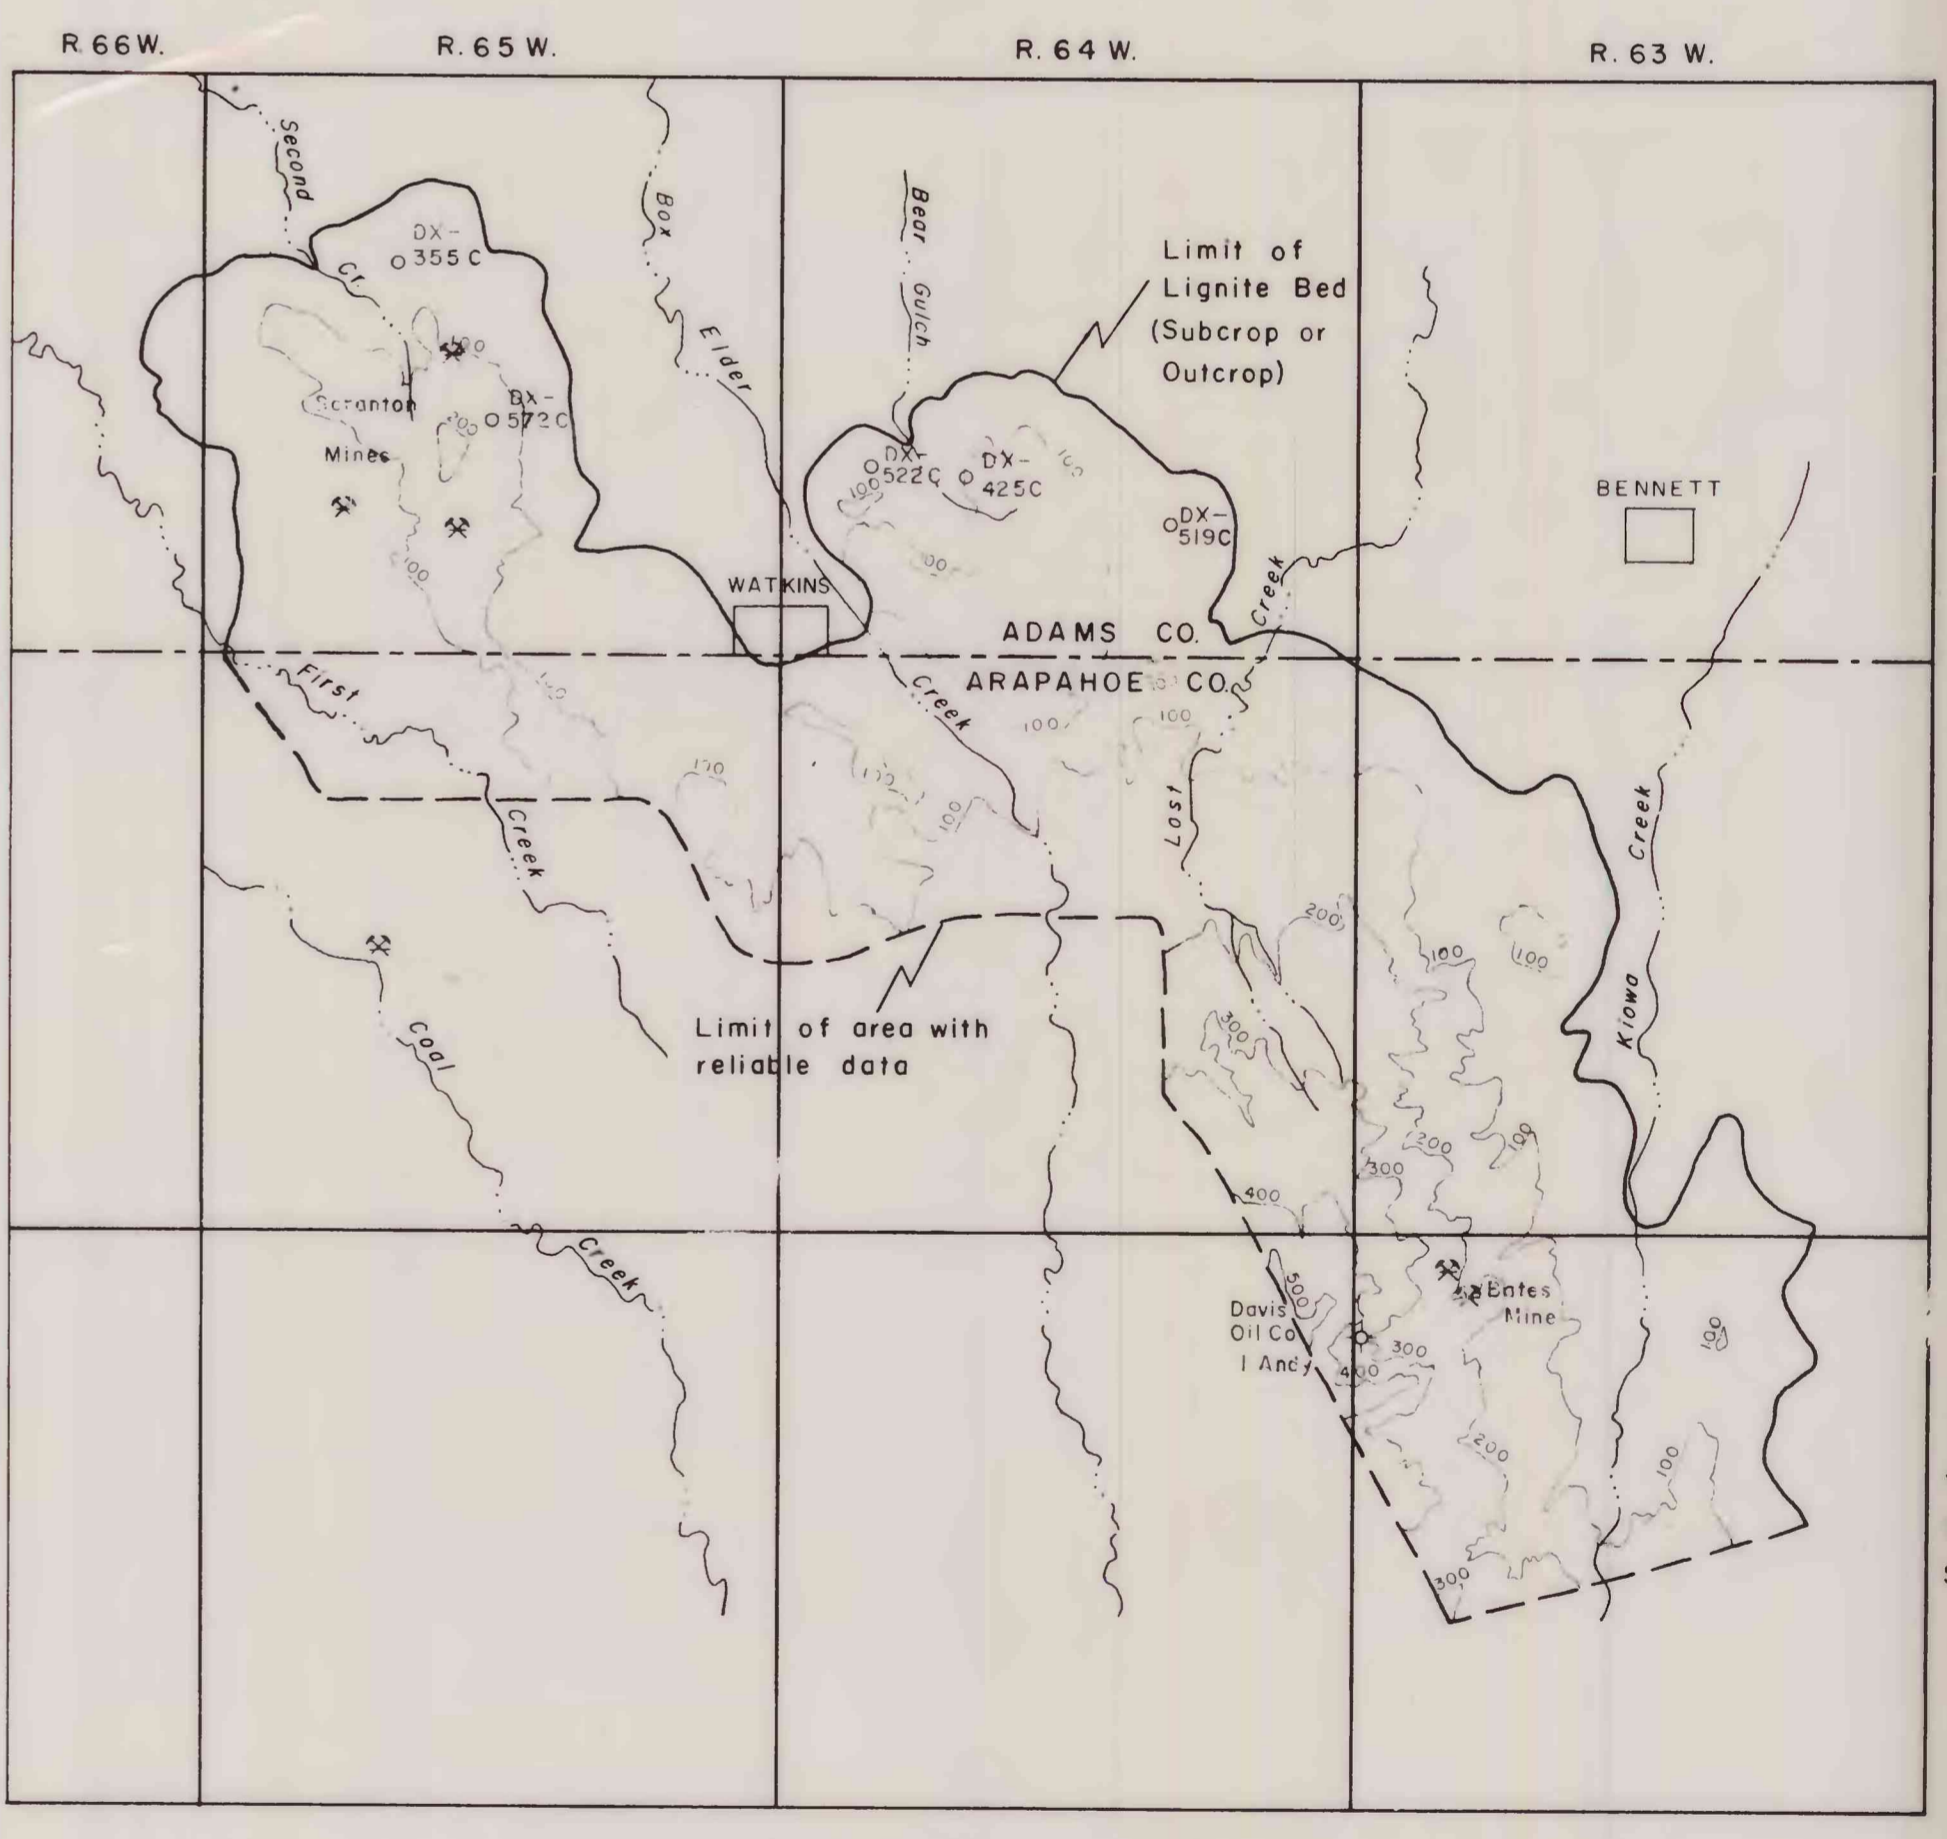 R. 66 W.
R. 65 W.
R. 64 W.
R. 63 W.
Second
Cr.
Box
Elder
Creek
Bear
Gulch
Limit of
Lignite Bed
(Subcrop or
Outcrop)
DX-
355 C
100
Scranton
Mines
DX-
572C
200
100
DX-
522C
100
DX-
425C
100
DX-
519C
100
BENNETT
WATKINS
Creek
ADAMS CO.
ARAPAHOE CO.
First
Creek
100
100
100
100
100
100
Lost
Creek
Kiowa
200
100
100
Limit of area with
reliable data
300
Coal
Creek
200
100
300
400
500
Davis
Oil Co
1 Andy
Bates
Mine
300
400
100
200
100
300